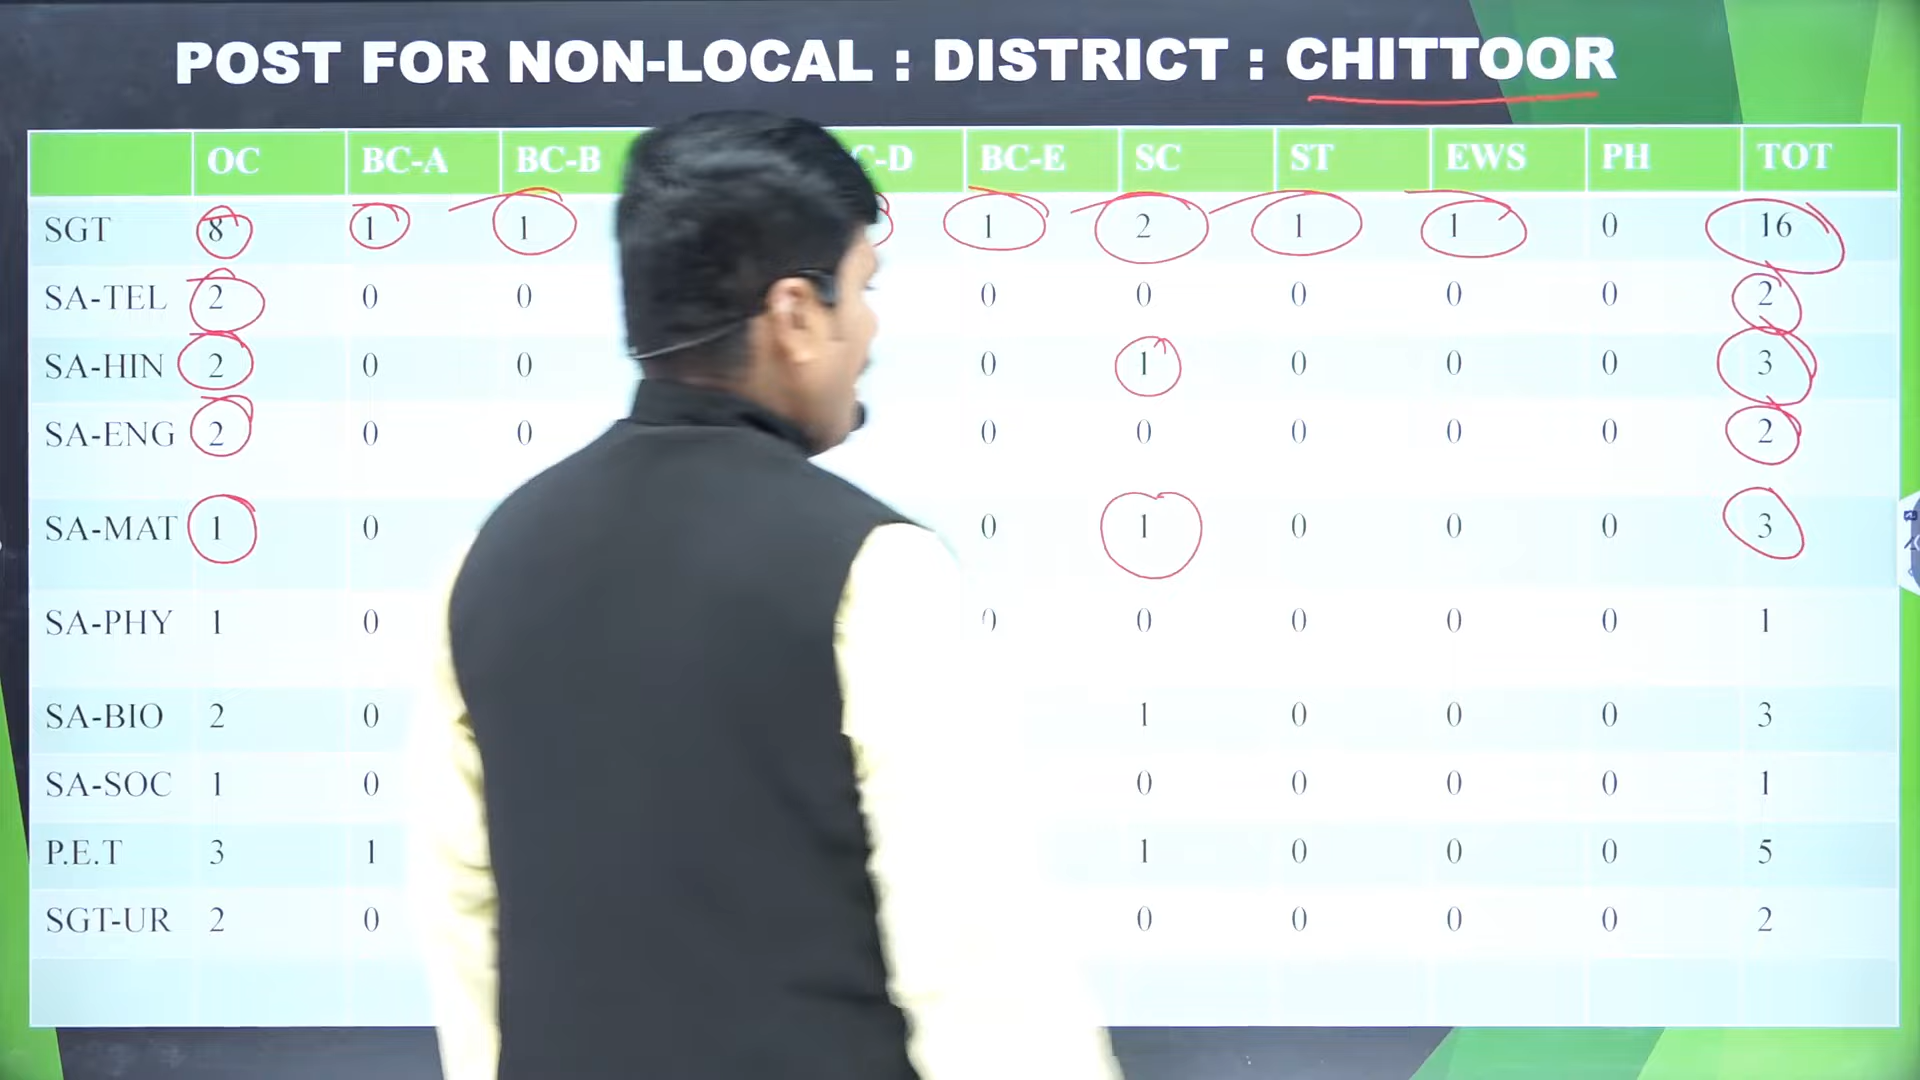 POST FOR NON-LOCAL : DISTRICT : CHITTOOR
OC BC-A BC-B C-D BC-E SC ST EWS PH TOT
SGT 8 1 1 1 2 1 1 0 16
SA-TEL 2 0 0 0 0 0 0 0 2
SA-HIN 2 0 0 0 1 0 0 0 3
SA-ENG 2 0 0 0 0 0 0 0 2
SA-MAT 1 0 0 1 0 0 0 3
SA-PHY 1 0 0 0 0 0 0 1
SA-BIO 2 0 1 0 0 0 3
SA-SOC 1 0 0 0 0 0 1
P.E.T 3 1 1 0 0 0 5
SGT-UR 2 0 0 0 0 0 2